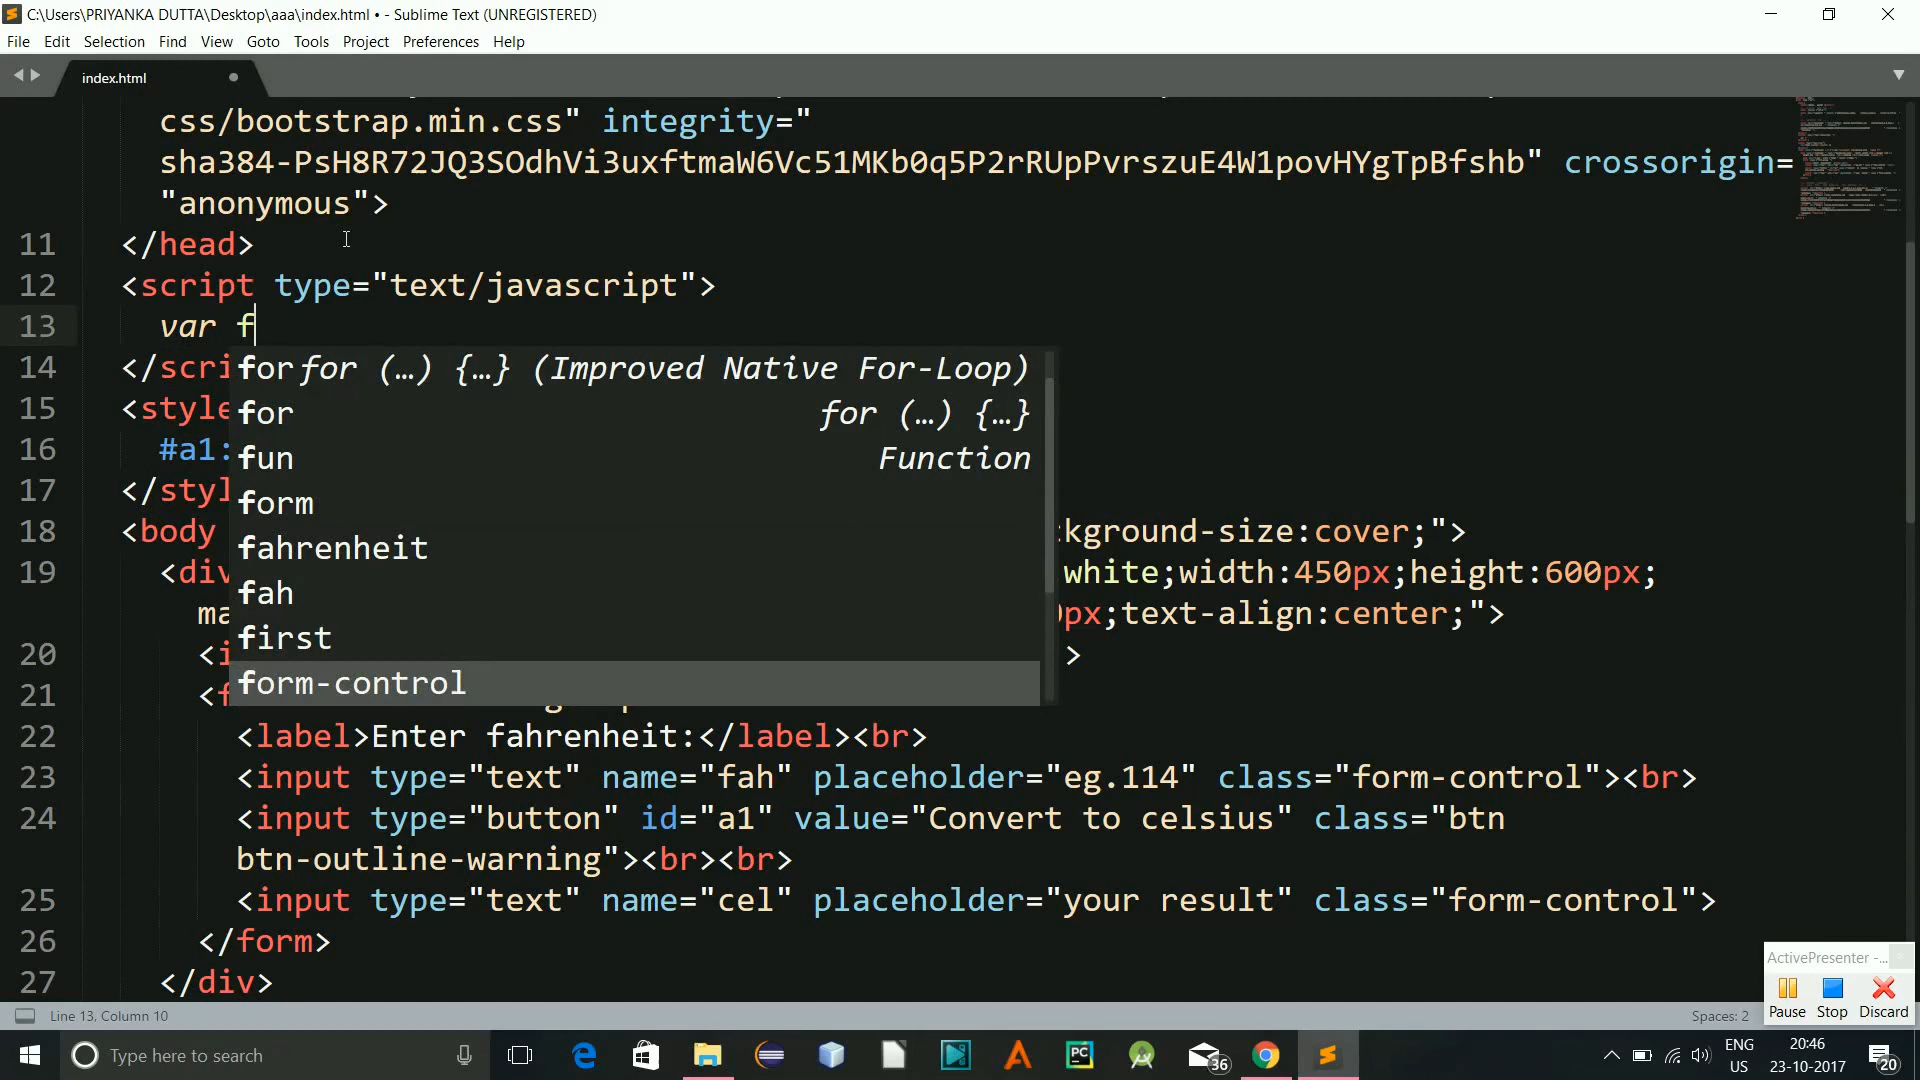 C:\Users\PRIYANKA DUTTA\Desktop\aaa\index.html • - Sublime Text (UNREGISTERED)
File Edit Selection Find View Goto Tools Project Preferences Help
index.html
css/bootstrap.min.css" integrity="
sha384-PsH8R72JQ3SOdhVi3uxftmaW6Vc51MKb0q5P2rRUpPvrszuE4W1povHYgTpBfshb" crossorigin=
"anonymous">
11 </head>
12 <script type="text/javascript">
13 var f
14 </scri
for for (…) {…} (Improved Native For-Loop)
15 <style
for for (…) {…}
16 #a1:
fun Function
17 </styl
form
18 <body ckground-size:cover;">
fahrenheit
19 <div white;width:450px;height:600px;
fah
ma 0px;text-align:center;">
first
20 <i >
form-control
21 <f
22 <label>Enter fahrenheit:</label><br>
23 <input type="text" name="fah" placeholder="eg.114" class="form-control"><br>
24 <input type="button" id="a1" value="Convert to celsius" class="btn
btn-outline-warning"><br><br>
25 <input type="text" name="cel" placeholder="your result" class="form-control">
26 </form>
27 </div>
ActivePresenter -...
Pause Stop Discard
Line 13, Column 10 Spaces: 2
Type here to search
PC
36
ENG
US
20:46
23-10-2017
20